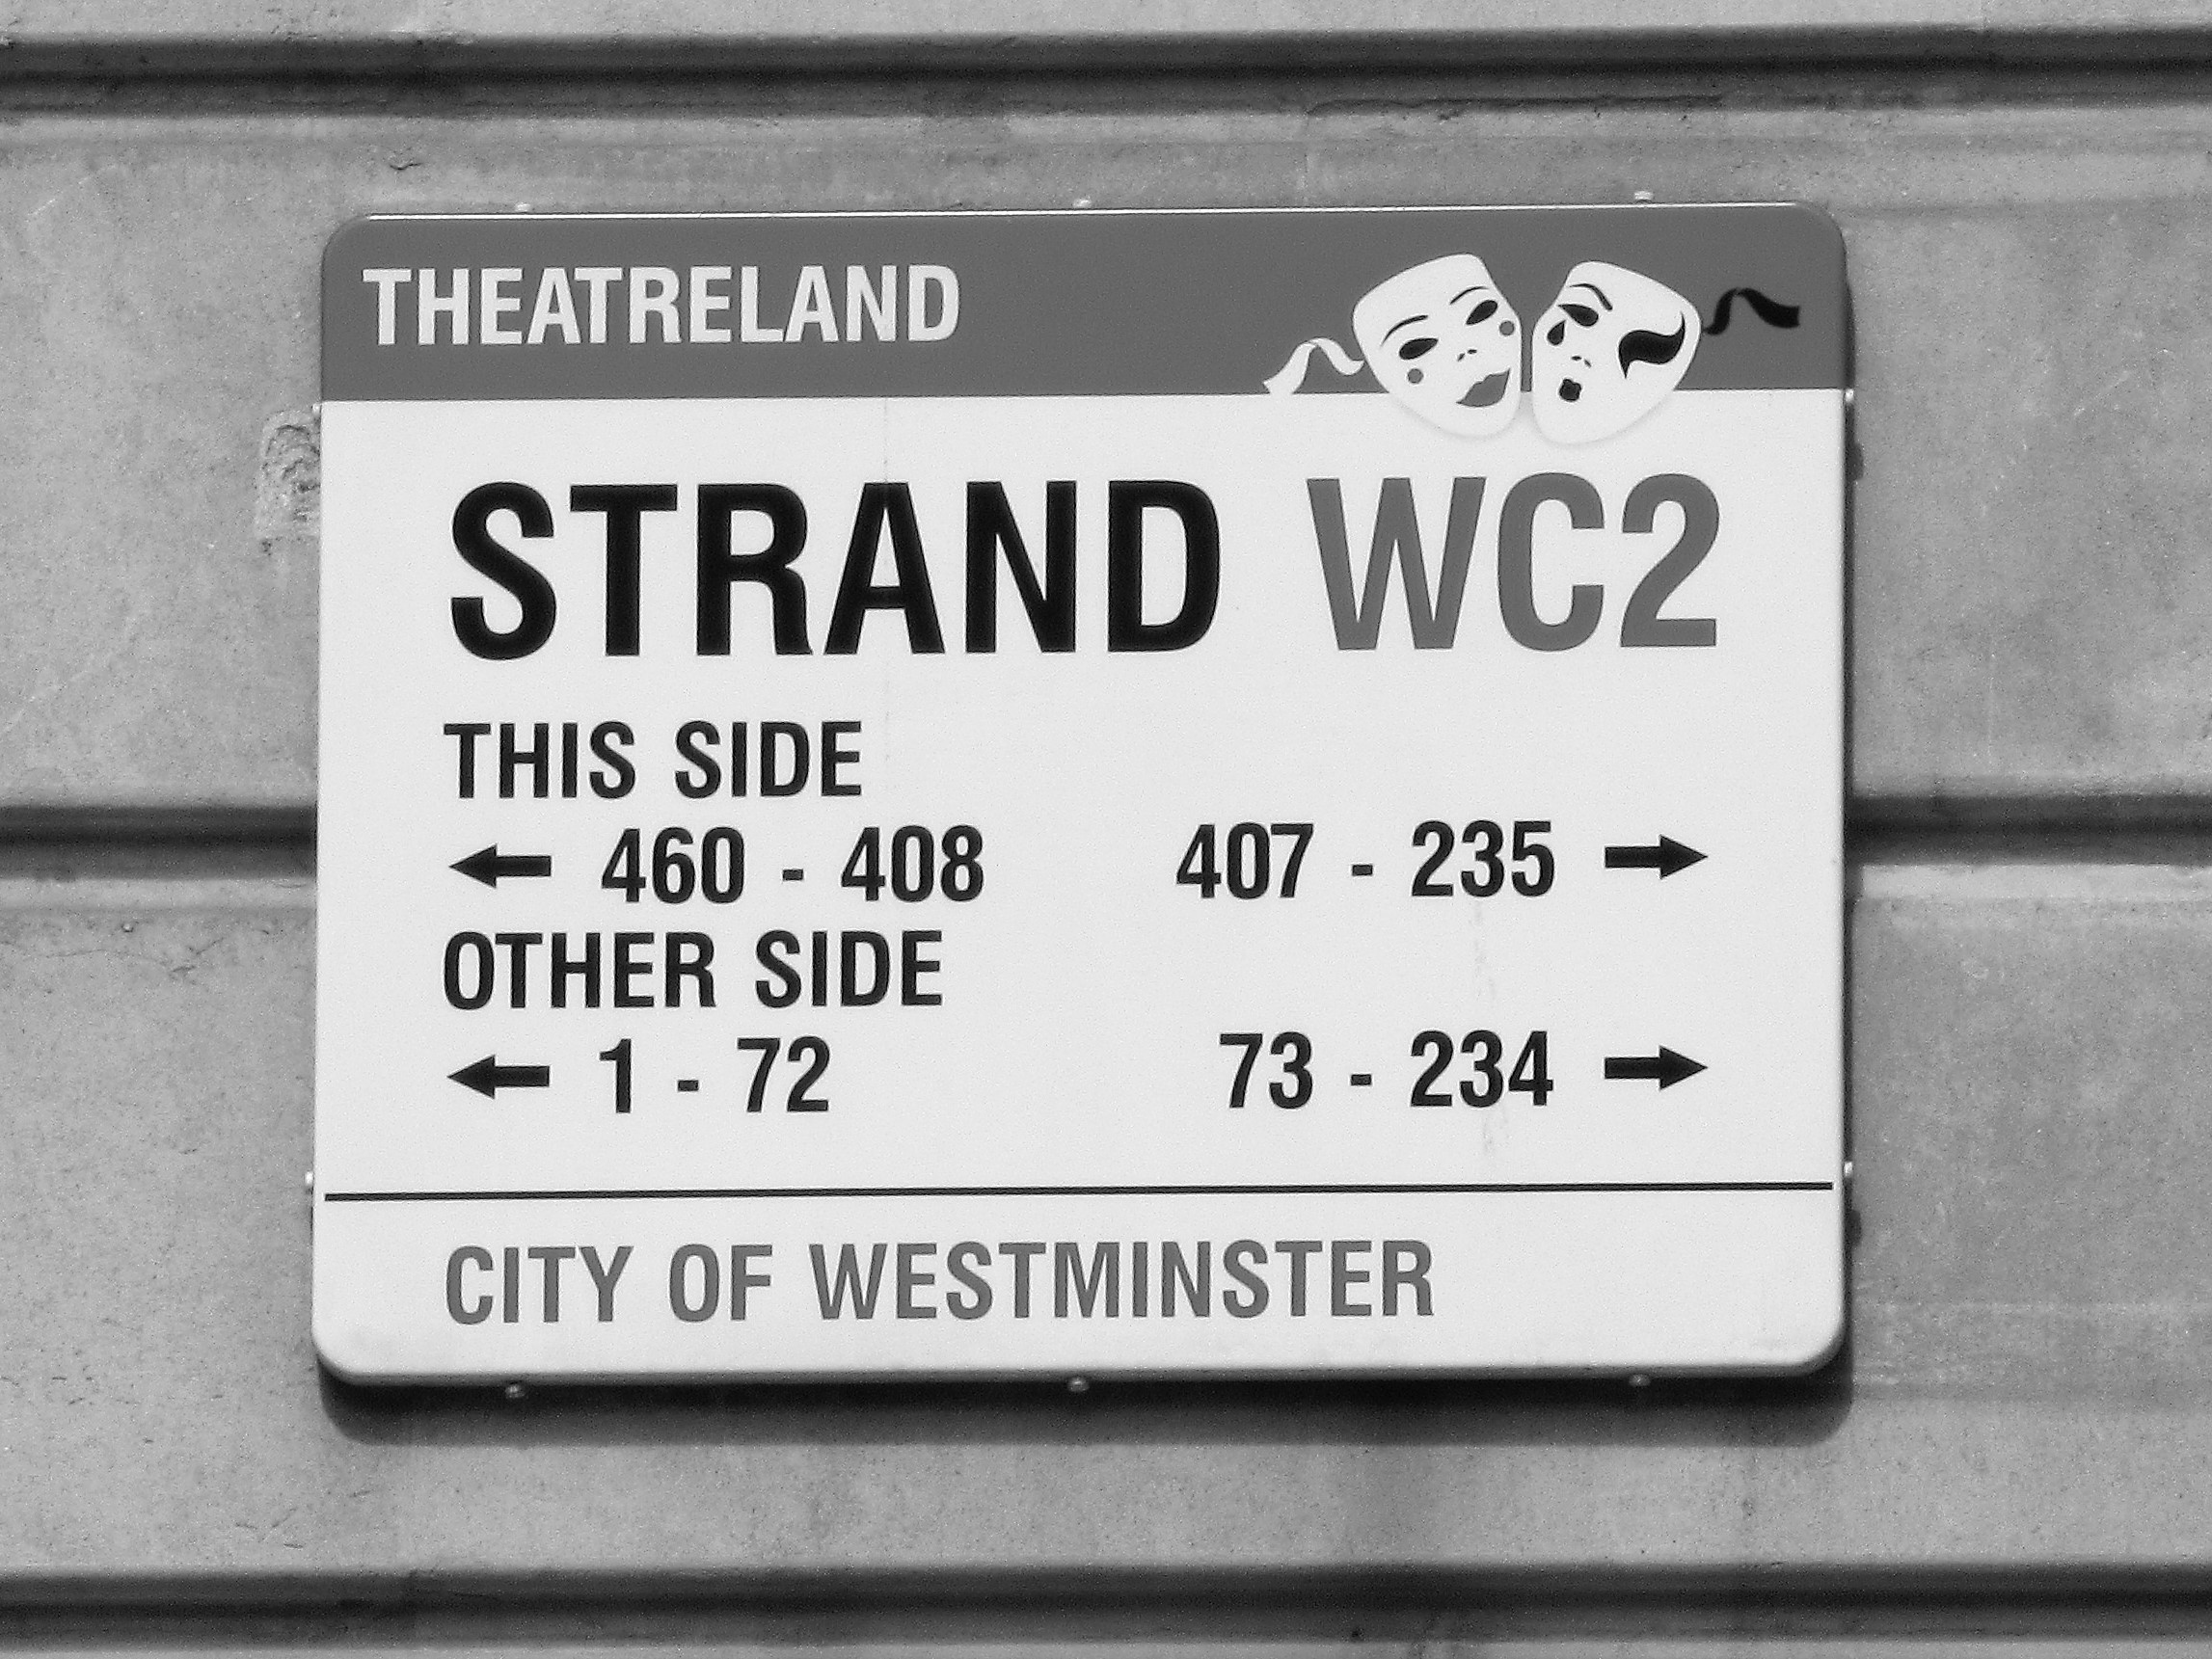 THEATRELAND
STRAND WC2
THIS SIDE
← 460 - 408 407 - 235 →
OTHER SIDE
← 1 - 72 73 - 234 →
CITY OF WESTMINSTER